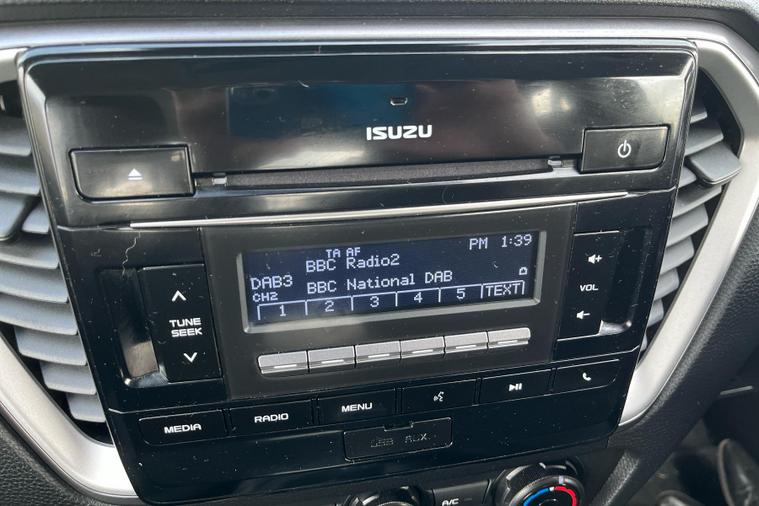 ISUZU
TA AF PM 1:39
BBC Radio2
DAB3 BBC National DAB
CH2
1 2 3 4 5 TEXT
TUNE
SEEK
VOL
MEDIA RADIO MENU
USB AUX
A/C